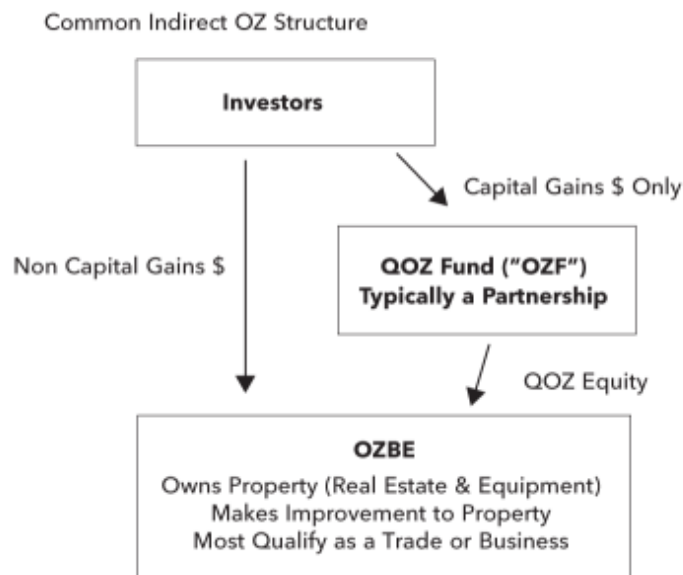 Common Indirect OZ Structure
Investors
Capital Gains $ Only
Non Capital Gains $
QOZ Fund ("OZF")
Typically a Partnership
QOZ Equity
OZBE
Owns Property (Real Estate & Equipment)
Makes Improvement to Property
Most Qualify as a Trade or Business